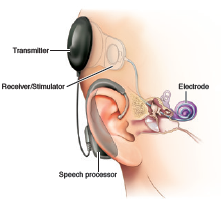 Transmitter
Receiver/Stimulator
Electrode
Speech processor